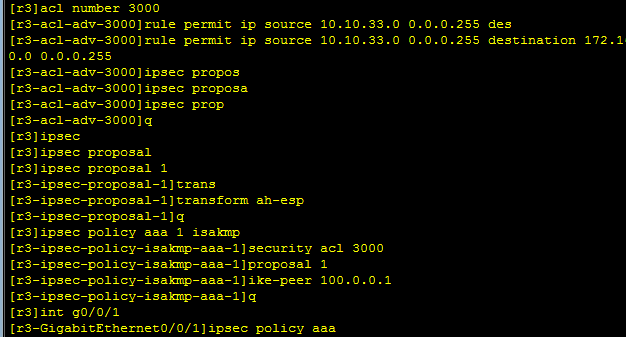 [r3]acl number 3000
[r3-acl-adv-3000]rule permit ip source 10.10.33.0 0.0.0.255 des
[r3-acl-adv-3000]rule permit ip source 10.10.33.0 0.0.0.255 destination 172.1
0.0 0.0.0.255
[r3-acl-adv-3000]ipsec propos
[r3-acl-adv-3000]ipsec proposa
[r3-acl-adv-3000]ipsec prop
[r3-acl-adv-3000]q
[r3]ipsec
[r3]ipsec proposal
[r3]ipsec proposal 1
[r3-ipsec-proposal-1]trans
[r3-ipsec-proposal-1]transform ah-esp
[r3-ipsec-proposal-1]q
[r3]ipsec policy aaa 1 isakmp
[r3-ipsec-policy-isakmp-aaa-1]security acl 3000
[r3-ipsec-policy-isakmp-aaa-1]proposal 1
[r3-ipsec-policy-isakmp-aaa-1]ike-peer 100.0.0.1
[r3-ipsec-policy-isakmp-aaa-1]q
[r3]int g0/0/1
[r3-GigabitEthernet0/0/1]ipsec policy aaa